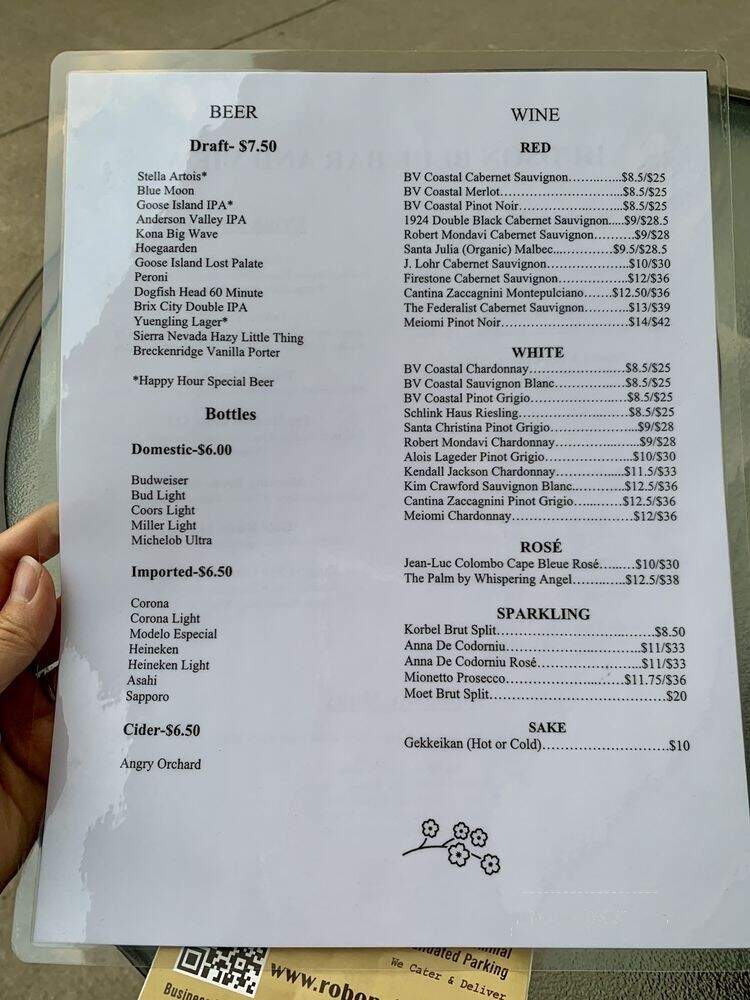 BEER
Draft- $7.50
Stella Artois*
Blue Moon
Goose Island IPA*
Anderson Valley IPA
Kona Big Wave
Hoegaarden
Goose Island Lost Palate
Peroni
Dogfish Head 60 Minute
Brix City Double IPA
Yuengling Lager*
Sierra Nevada Hazy Little Thing
Breckenridge Vanilla Porter
*Happy Hour Special Beer
Bottles
Domestic-$6.00
Budweiser
Bud Light
Coors Light
Miller Light
Michelob Ultra
Imported-$6.50
Corona
Corona Light
Modelo Especial
Heineken
Heineken Light
Asahi
Sapporo
Cider-$6.50
Angry Orchard
WINE
RED
BV Coastal Cabernet Sauvignon............$8.5/$25
BV Coastal Merlot..............................$8.5/$25
BV Coastal Pinot Noir.........................$8.5/$25
1924 Double Black Cabernet Sauvignon.....$9/$28.5
Robert Mondavi Cabernet Sauvignon.........$9/$28
Santa Julia (Organic) Malbec..............$9.5/$28.5
J. Lohr Cabernet Sauvignon....................$10/$30
Firestone Cabernet Sauvignon.................$12/$36
Cantina Zaccagnini Montepulciano.......$12.50/$36
The Federalist Cabernet Sauvignon...........$13/$39
Meiomi Pinot Noir...............................$14/$42
WHITE
BV Coastal Chardonnay.......................$8.5/$25
BV Coastal Sauvignon Blanc.................$8.5/$25
BV Coastal Pinot Grigio.......................$8.5/$25
Schlink Haus Riesling..........................$8.5/$25
Santa Christina Pinot Grigio.....................$9/$28
Robert Mondavi Chardonnay....................$9/$28
Alois Lageder Pinot Grigio.....................$10/$30
Kendall Jackson Chardonnay................$11.5/$33
Kim Crawford Sauvignon Blanc............$12.5/$36
Cantina Zaccagnini Pinot Grigio............$12.5/$36
Meiomi Chardonnay.............................$12/$36
ROSÉ
Jean-Luc Colombo Cape Bleue Rosé.........$10/$30
The Palm by Whispering Angel............$12.5/$38
SPARKLING
Korbel Brut Split......................................$8.50
Anna De Codorniu................................$11/$33
Anna De Codorniu Rosé.........................$11/$33
Mionetto Prosecco............................$11.75/$36
Moet Brut Split..........................................$20
SAKE
Gekkeikan (Hot or Cold)............................$10
Parking
We Cater & Deliver